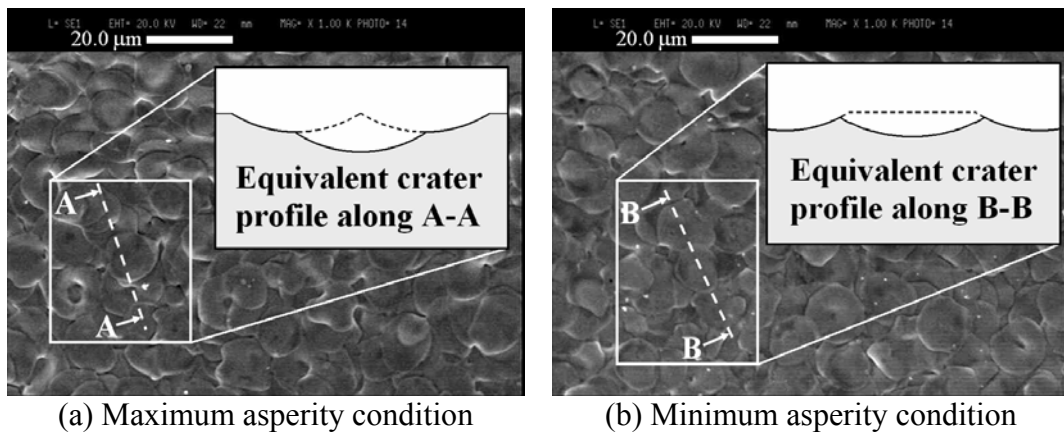 L= SE1 EHT= 20.0 KV WD= 22 mm MAG= X 1.00 K PHOTO= 14
20.0 μm
A
A
Equivalent crater
profile along A-A
(a) Maximum asperity condition
L= SE1 EHT= 20.0 KV WD= 22 mm MAG= X 1.00 K PHOTO= 14
20.0 μm
B
B
Equivalent crater
profile along B-B
(b) Minimum asperity condition